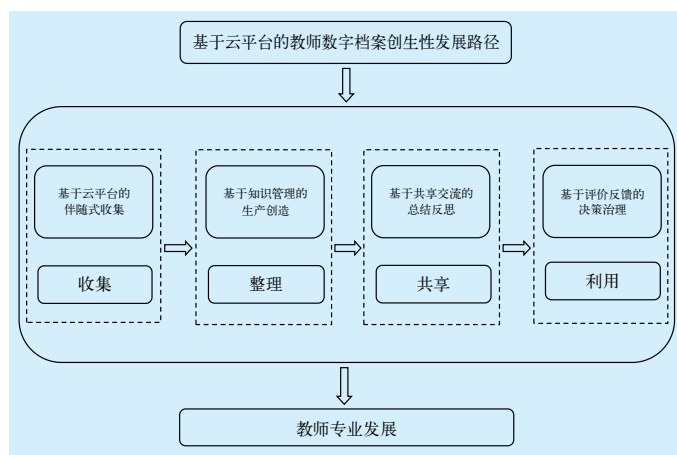 基于云平台的教师数字档案创生性发展路径
基于云平台的
伴随式收集
基于知识管理的
生产创造
基于共享交流的
总结反思
基于评价反馈的
决策治理
收集
整理
共享
利用
教师专业发展